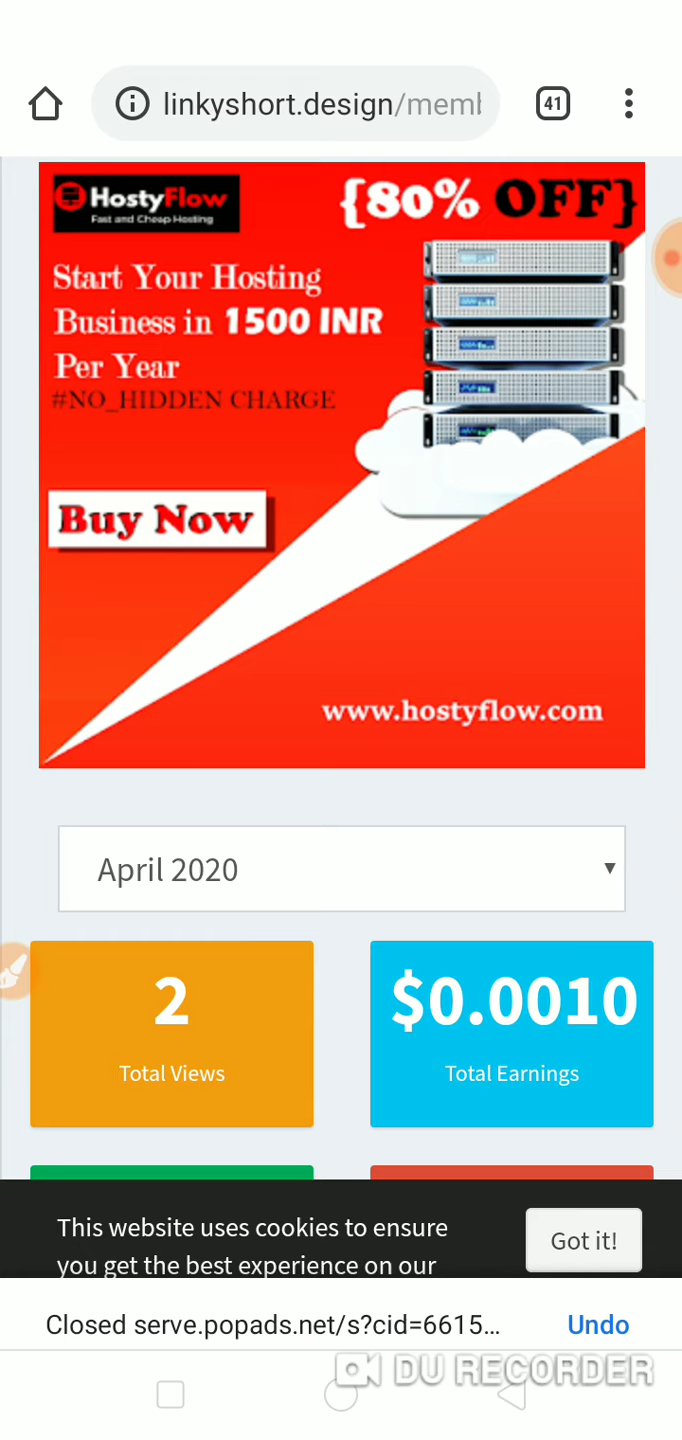 linkyshort.design/memb
41
HostyFlow
Fast and Cheap Hosting
{80% OFF}
Start Your Hosting
Business in 1500 INR
Per Year
#NO_HIDDEN CHARGE
Buy Now
www.hostyflow.com
April 2020
2
Total Views
$0.0010
Total Earnings
This website uses cookies to ensure
you get the best experience on our
Got it!
Closed serve.popads.net/s?cid=6615...
Undo
DU RECORDER